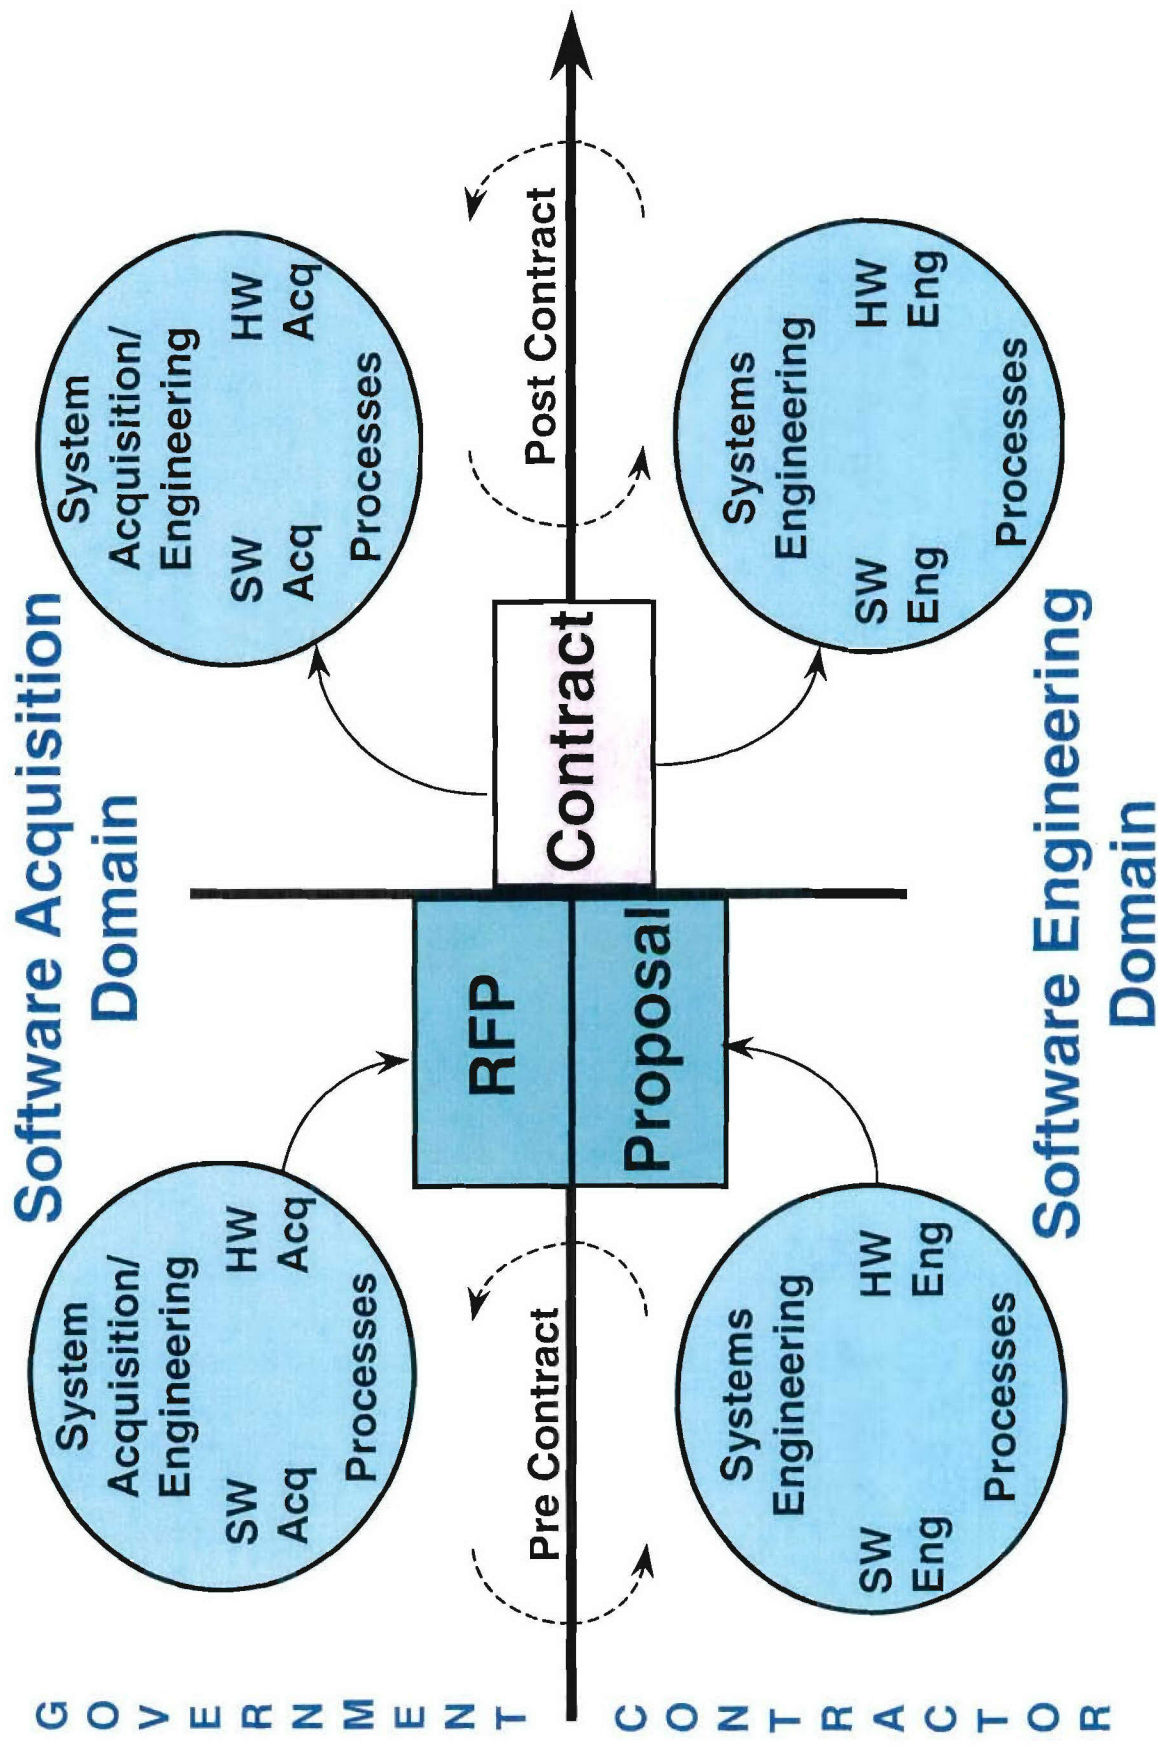 Software Acquisition
Domain
GOVERNMENT
System
Acquisition/
Engineering
SW HW
Acq Acq
Processes
System
Acquisition/
Engineering
SW HW
Acq Acq
Processes
RFP
Pre Contract
Contract
Post Contract
Proposal
CONTRACTOR
Systems
Engineering
SW HW
Eng Eng
Processes
Systems
Engineering
SW HW
Eng Eng
Processes
Software Engineering
Domain